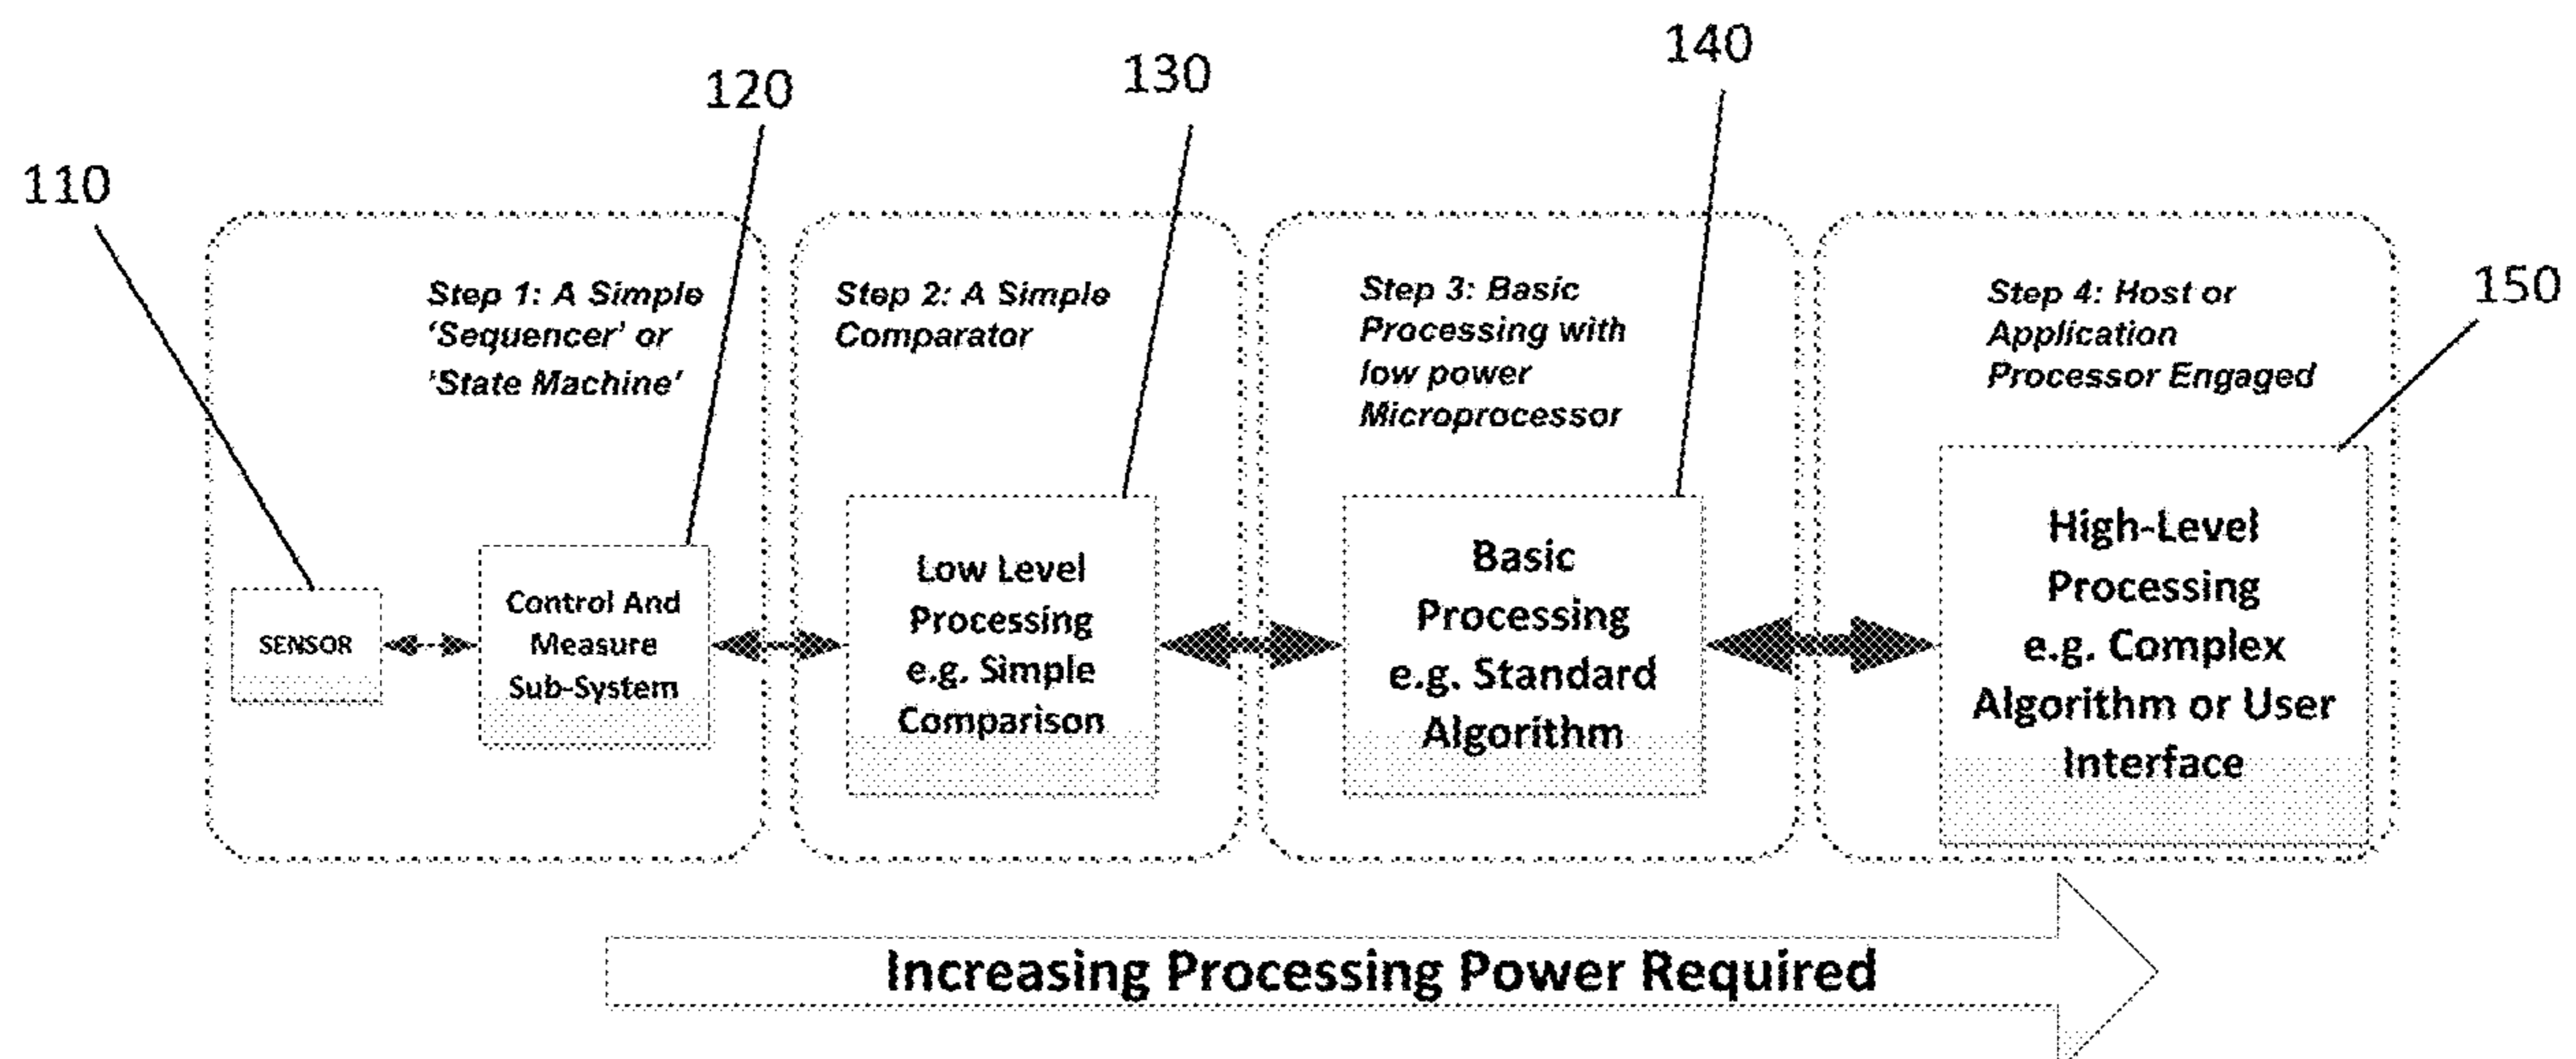 140
130
120
110
150
Step 1: A Simple
‘Sequencer’ or
‘State Machine’
Step 2: A Simple
Comparator
Step 3: Basic
Processing with
low power
Microprocessor
Step 4: Host or
Application
Processor Engaged
SENSOR
Control And
Measure
Sub-System
Low Level
Processing
e.g. Simple
Comparison
Basic
Processing
e.g. Standard
Algorithm
High-Level
Processing
e.g. Complex
Algorithm or User
Interface
Increasing Processing Power Required